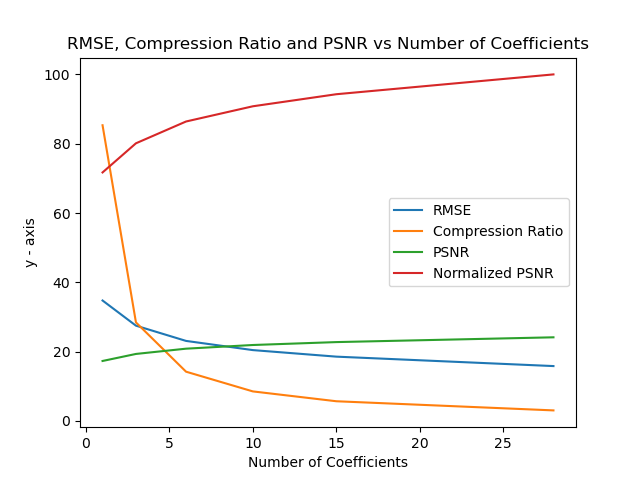 RMSE, Compression Ratio and PSNR vs Number of Coefficients
100
80
60
40
20
0
y - axis
RMSE
Compression Ratio
PSNR
Normalized PSNR
0 5 10 15 20 25
Number of Coefficients